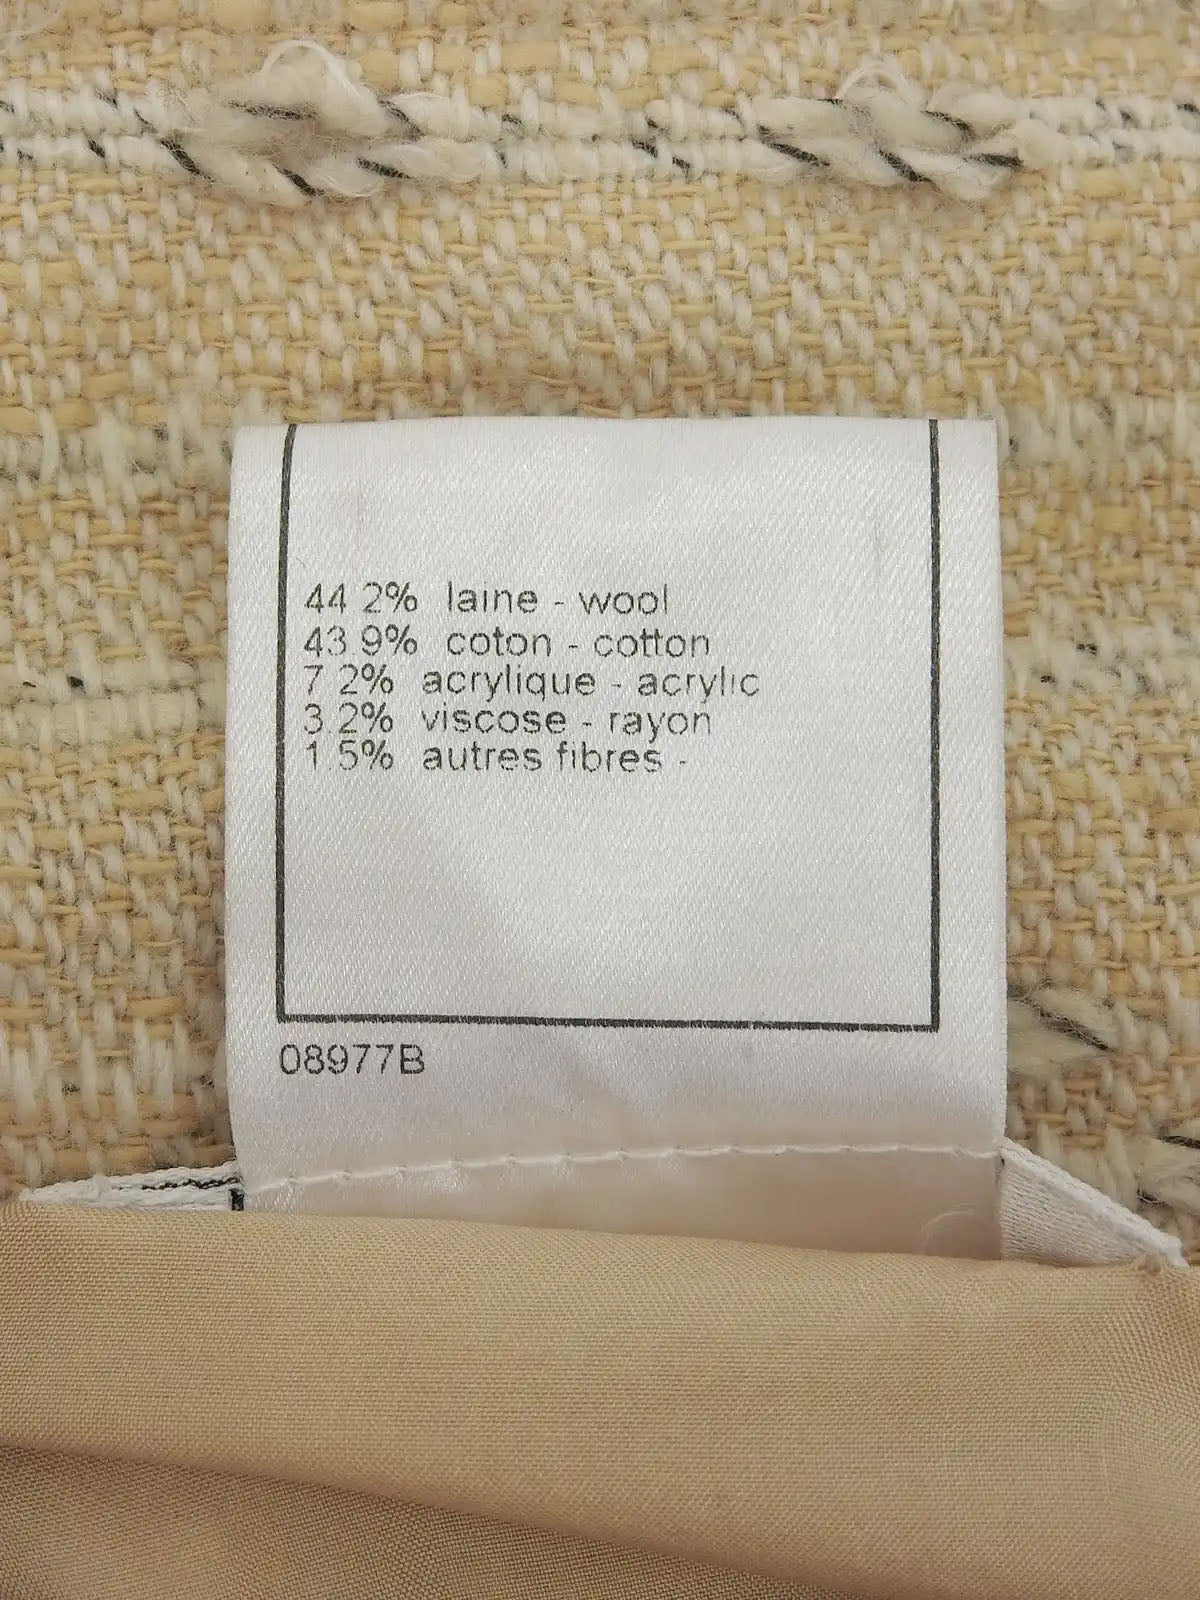 44.2% laine - wool
43.9% coton - cotton
7.2% acrylique - acrylic
3.2% viscose - rayon
1.5% autres fibres -
08977B